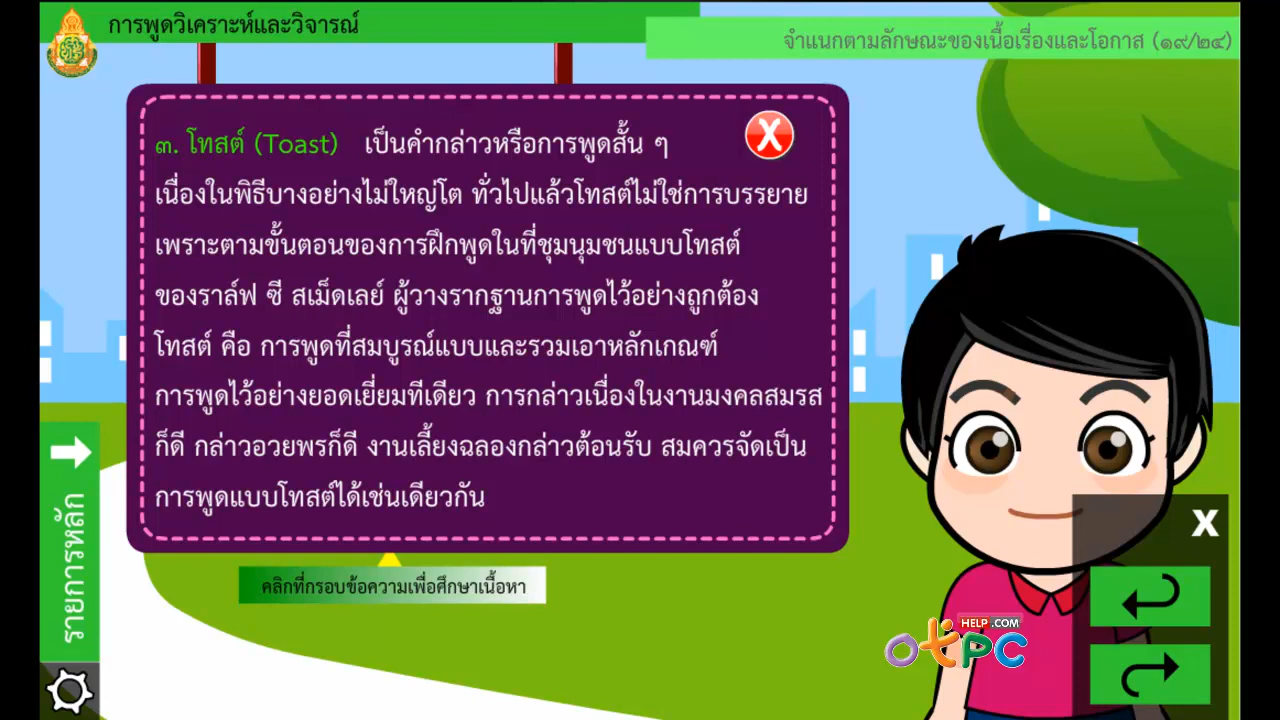 การพูดวิเคราะห์และวิจารณ์
จำแนกตามลักษณะของเนื้อเรื่องและโอกาส (๑๙/๒๔)
๓. โทสต์ (Toast) เป็นคำกล่าวหรือการพูดสั้น ๆ
X
เนื่องในพิธีบางอย่างไม่ใหญ่โต ทั่วไปแล้วโทสต์ไม่ใช่การบรรยาย
เพราะตามขั้นตอนของการฝึกพูดในที่ชุมนุมชนแบบโทสต์
ของราล์ฟ ซี สเม็ดเลย์ ผู้วางรากฐานการพูดไว้อย่างถูกต้อง
โทสต์ คือ การพูดที่สมบูรณ์แบบและรวมเอาหลักเกณฑ์
การพูดไว้อย่างยอดเยี่ยมทีเดียว การกล่าวเนื่องในงานมงคลสมรส
ก็ดี กล่าวอวยพรก็ดี งานเลี้ยงฉลองกล่าวต้อนรับ สมควรจัดเป็น
การพูดแบบโทสต์ได้เช่นเดียวกัน
คลิกที่กรอบข้อความเพื่อศึกษาเนื้อหา
รายการหลัก
X
HELP.COM
otPC